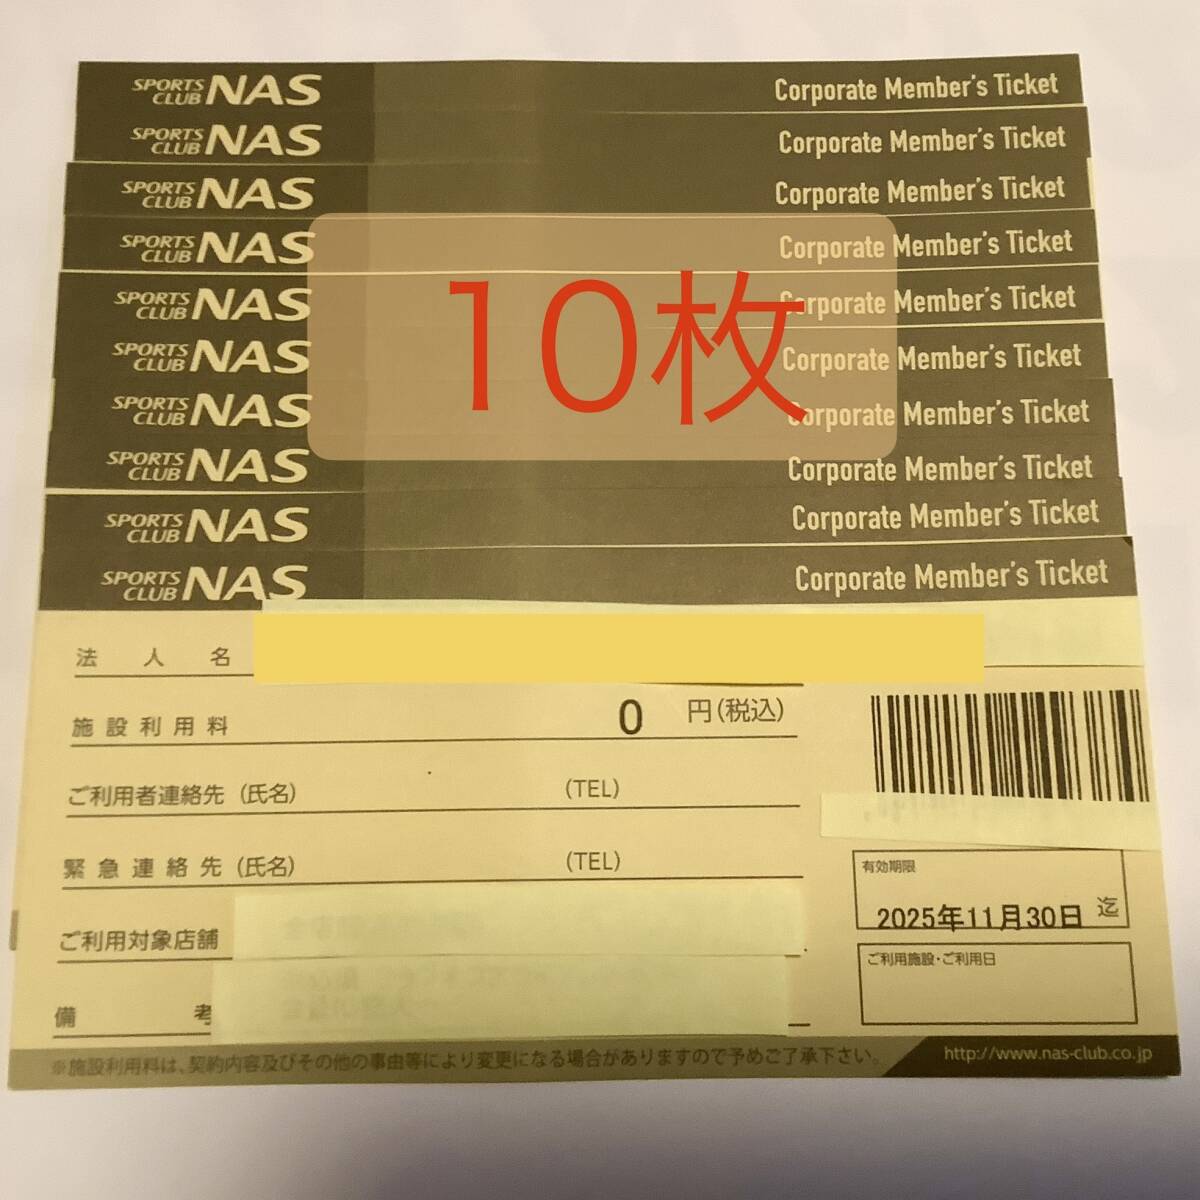 SPORTS CLUB NAS Corporate Member's Ticket
SPORTS CLUB NAS Corporate Member's Ticket
SPORTS CLUB NAS Corporate Member's Ticket
SPORTS CLUB NAS Corporate Member's Ticket
SPORTS CLUB NAS Corporate Member's Ticket
SPORTS CLUB NAS Corporate Member's Ticket
SPORTS CLUB NAS Corporate Member's Ticket
SPORTS CLUB NAS Corporate Member's Ticket
SPORTS CLUB NAS Corporate Member's Ticket
SPORTS CLUB NAS Corporate Member's Ticket
10枚
法人名
施設利用料 0 円(税込)
ご利用者連絡先(氏名) (TEL)
緊急連絡先(氏名) (TEL)
ご利用対象店舗
備考
有効期限
2025年11月30日 迄
ご利用施設・ご利用日
※施設利用料は、契約内容及びその他の事由等により変更になる場合がありますので予めご了承下さい。
http://www.nas-club.co.jp